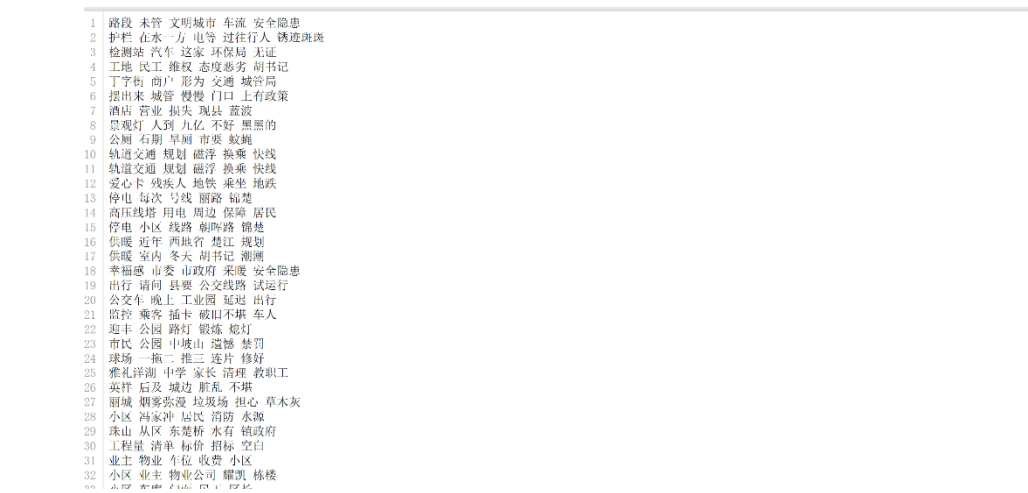 1 路段 未管 文明城市 车流 安全隐患
2 护栏 在水一方 电等 过往行人 锈迹斑斑
3 检测站 汽车 这家 环保局 无证
4 工地 民工 维权 态度恶劣 胡书记
5 丁字街 商户 形为 交通 城管局
6 摆出来 城管 慢慢 门口 上有政策
7 酒店 营业 损失 现县 蓝波
8 景观灯 人到 九亿 不好 黑黑的
9 公厕 石期 旱厕 市要 蚊蝇
10 轨道交通 规划 磁浮 换乘 快线
11 轨道交通 规划 磁浮 换乘 快线
12 爱心卡 残疾人 地铁 乘坐 地跌
13 停电 每次 号线 丽路 锦楚
14 高压线塔 用电 周边 保障 居民
15 停电 小区 线路 朝晖路 锦楚
16 供暖 近年 西地省 楚江 规划
17 供暖 室内 冬天 胡书记 潮潮
18 幸福感 市委 市政府 采暖 安全隐患
19 出行 请问 县要 公交线路 试运行
20 公交车 晚上 工业园 延迟 出行
21 监控 乘客 插卡 破旧不堪 车人
22 迎丰 公园 路灯 锻炼 熄灯
23 市民 公园 中坡山 遗憾 禁罚
24 球场 一拖二 推三 连片 修好
25 雅礼洋湖 中学 家长 清理 教职工
26 英祥 后及 城边 脏乱 不堪
27 丽城 烟雾弥漫 垃圾场 担心 草木灰
28 小区 冯家冲 居民 消防 水源
29 珠山 从区 东楚桥 水有 镇政府
30 工程量 清单 标价 招标 空白
31 业主 物业 车位 收费 小区
32 小区 业主 物业公司 耀凯 栋楼